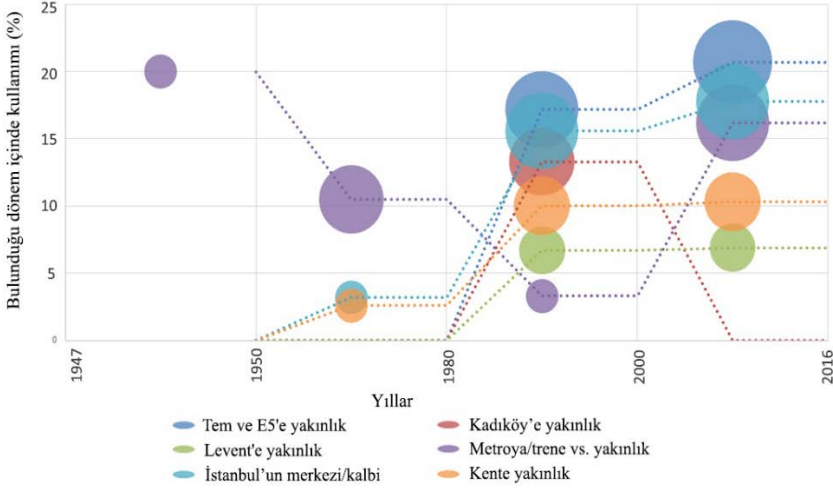 Bulunduğu dönem içinde kullanımı (%)
25
20
15
10
5
0
1947
1950
1980
2000
2016
Yıllar
Tem ve E5'e yakınlık
Kadıköy’e yakınlık
Levent'e yakınlık
Metroya/trene vs. yakınlık
İstanbul’un merkezi/kalbi
Kente yakınlık